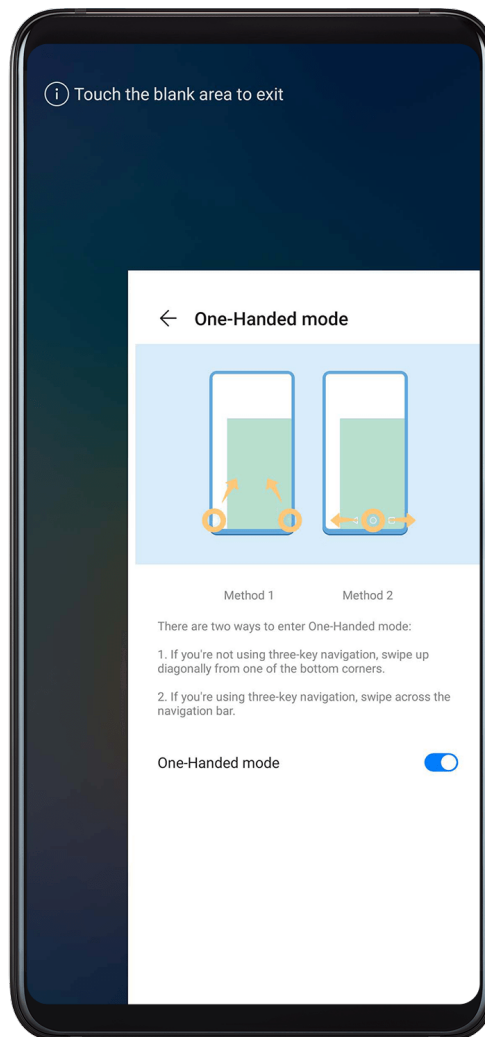 Touch the blank area to exit
One-Handed mode
Method 1
Method 2
There are two ways to enter One-Handed mode:
1. If you're not using three-key navigation, swipe up
diagonally from one of the bottom corners.
2. If you're using three-key navigation, swipe across the
navigation bar.
One-Handed mode